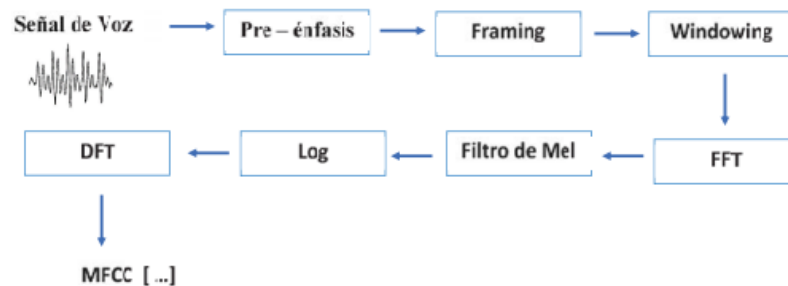 Señal de Voz
Pre – énfasis
Framing
Windowing
FFT
Filtro de Mel
Log
DFT
MFCC [ ...]